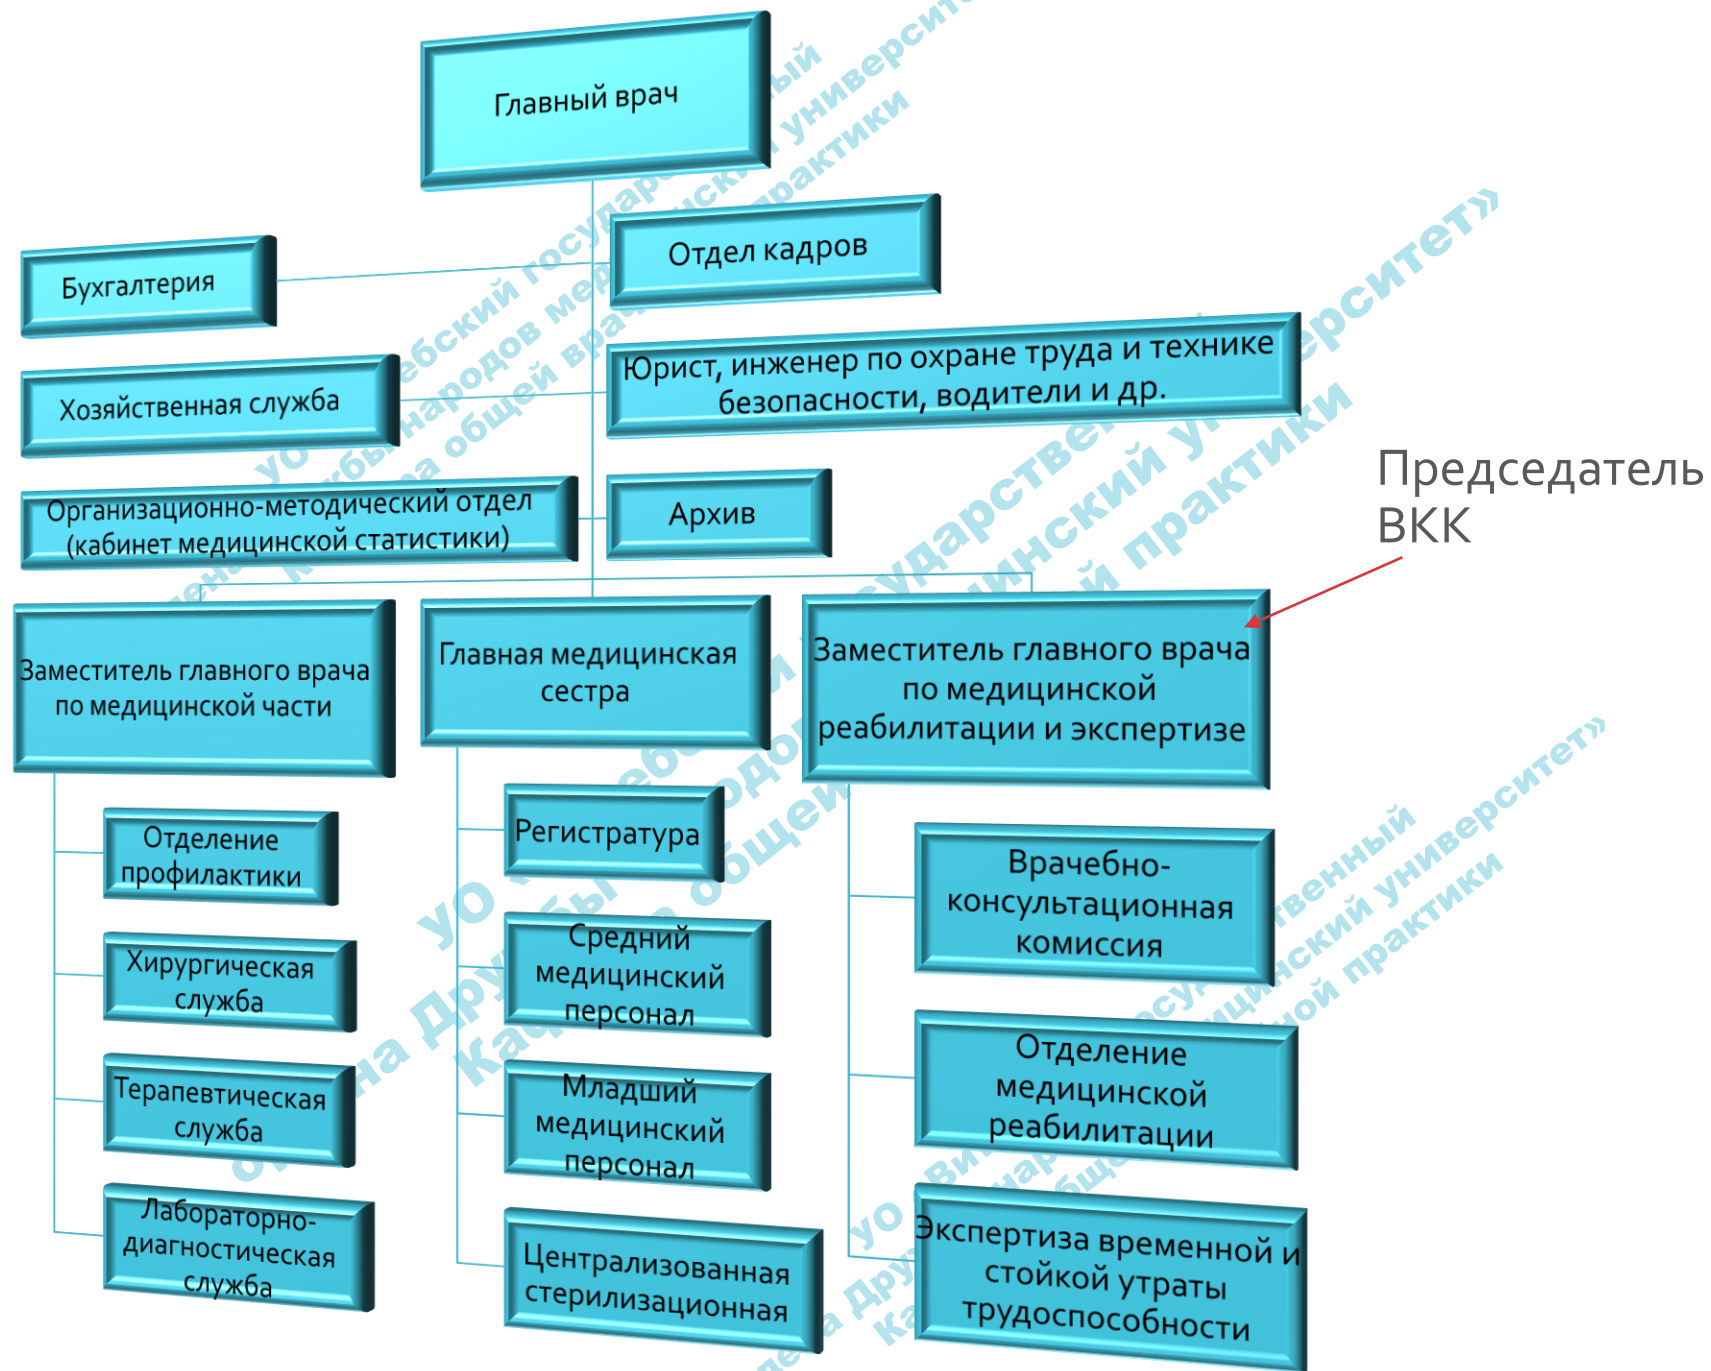 Главный врач
Бухгалтерия
Отдел кадров
Хозяйственная служба
Юрист, инженер по охране труда и технике
безопасности, водители и др.
Организационно-методический отдел
(кабинет медицинской статистики)
Архив
Председатель
ВКК
Заместитель главного врача
по медицинской части
Главная медицинская
сестра
Заместитель главного врача
по медицинской
реабилитации и экспертизе
Отделение
профилактики
Хирургическая
служба
Терапевтическая
служба
Лабораторно-
диагностическая
служба
Регистратура
Средний
медицинский
персонал
Младший
медицинский
персонал
Централизованная
стерилизационная
Врачебно-
консультационная
комиссия
Отделение
медицинской
реабилитации
Экспертиза временной и
стойкой утраты
трудоспособности